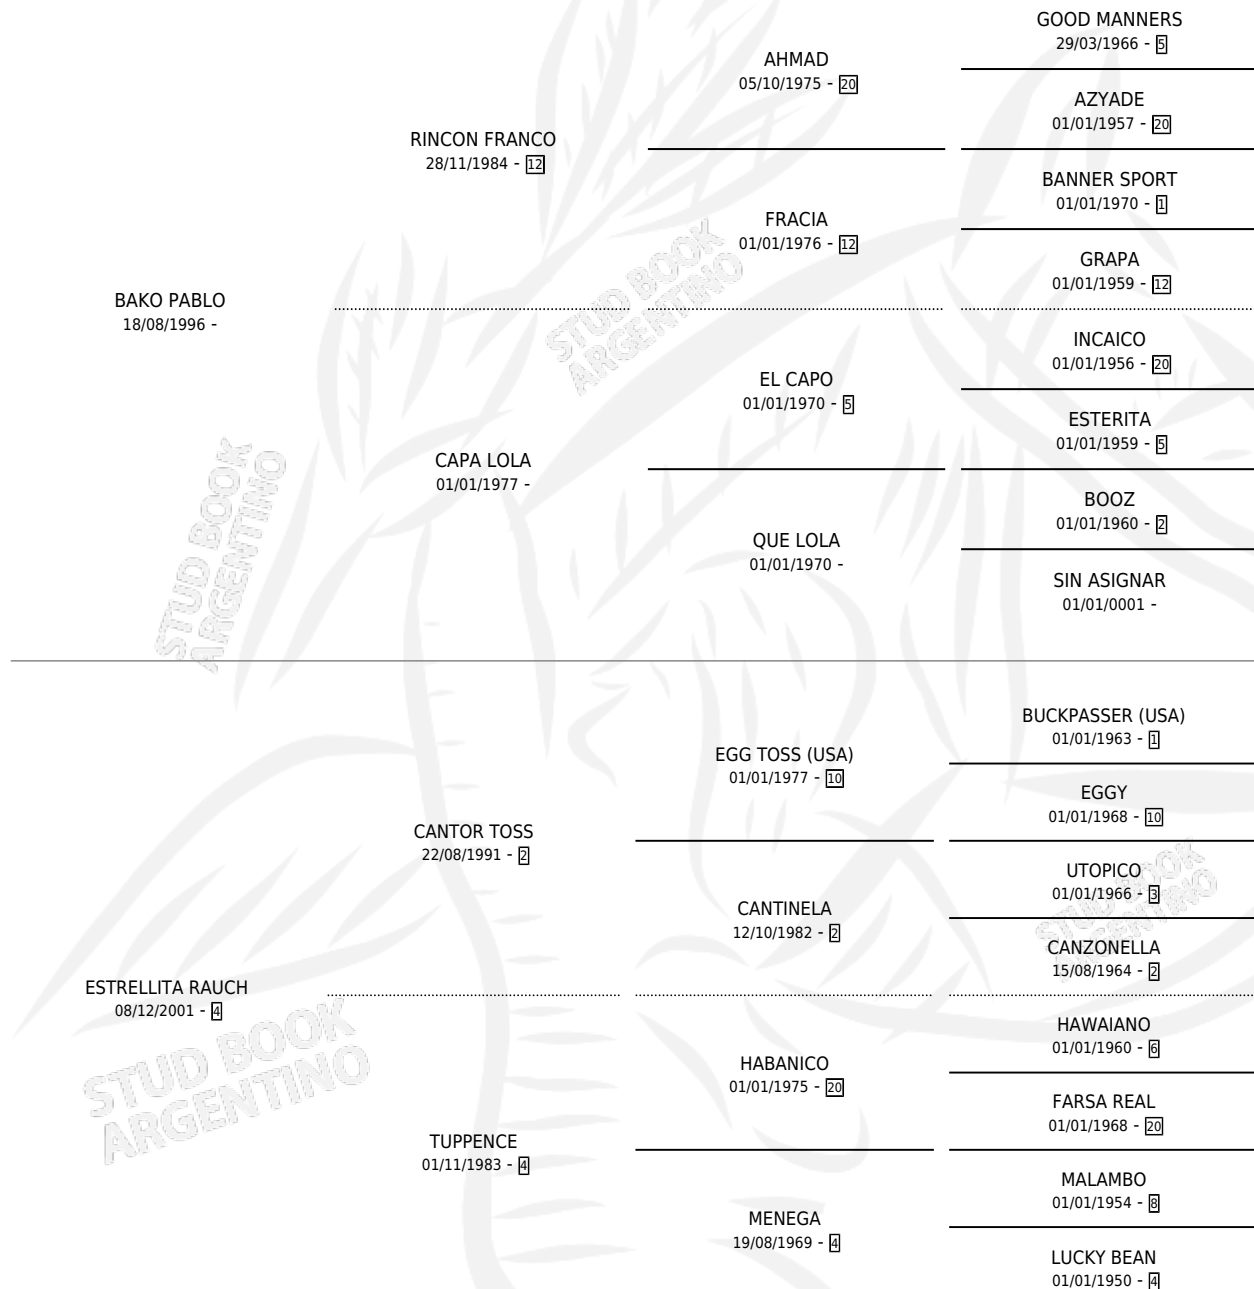 GOOD MANNERS
29/03/1966 - 5
AHMAD
05/10/1975 - 20
AZYADE
01/01/1957 - 20
RINCON FRANCO
28/11/1984 - 12
BANNER SPORT
01/01/1970 - 1
FRACIA
01/01/1976 - 12
GRAPA
01/01/1959 - 12
BAKO PABLO
18/08/1996 -
INCAICO
01/01/1956 - 20
EL CAPO
01/01/1970 - 5
ESTERITA
01/01/1959 - 5
CAPA LOLA
01/01/1977 -
BOOZ
01/01/1960 - 2
QUE LOLA
01/01/1970 -
SIN ASIGNAR
01/01/0001 -
BUCKPASSER (USA)
01/01/1963 - 1
EGG TOSS (USA)
01/01/1977 - 10
EGGY
01/01/1968 - 10
CANTOR TOSS
22/08/1991 - 2
UTOPICO
01/01/1966 - 3
CANTINELA
12/10/1982 - 2
CANZONELLA
15/08/1964 - 2
ESTRELLITA RAUCH
08/12/2001 - 4
HAWAIANO
01/01/1960 - 6
HABANICO
01/01/1975 - 20
FARSA REAL
01/01/1968 - 20
TUPPENCE
01/11/1983 - 4
MALAMBO
01/01/1954 - 8
MENEGA
19/08/1969 - 4
LUCKY BEAN
01/01/1950 - 4
STUD BOOK
ARGENTINO
STUD BOOK
ARGENTINO
STUD BOOK
ARGENTINO
STUD BOOK
ARGENTINO